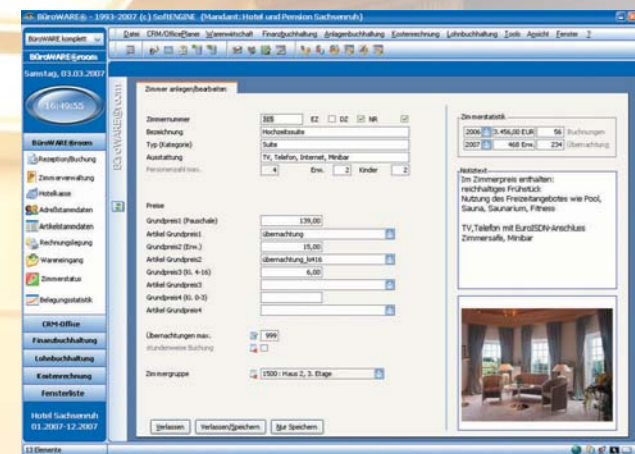 BüroWARE® - 1993-2007 (c) SoftENGINE (Mandant: Hotel und Pension Sachsenruh)
BüroWARE komplett
Datei CRM/OfficePlaner Warenwirtschaft Finanzbuchhaltung Anlagenbuchhaltung Kostenrechnung Lohnbuchhaltung Tools Ansicht Fenster ?
BüroWARE®room
Samstag, 03.03.2007
16:49:55
BüroWARE®room
Rezeption/Buchung
Zimmerverwaltung
Hotelkasse
Adreßstammdaten
Artikelstammdaten
Rechnungslegung
Wareneingang
Zimmerstatus
Belegungsstatistik
CRM-Office
Finanzbuchhaltung
Lohnbuchhaltung
Kostenrechnung
Fensterliste
Hotel Sachsenruh
01.2007-12.2007
13 Elemente
BüroWARE®room
Zimmer anlegen/bearbeiten
Zimmernummer 315 EZ DZ NR
Bezeichnung Hochzeitssuite
Typ (Kategorie) Suite
Ausstattung TV, Telefon, Internet, Minibar
Personenzahl max. 4 Erw. 2 Kinder 2
Preise
Grundpreis1 (Pauschale) 139,00
Artikel Grundpreis1 übernachtung
Grundpreis2 (Erw.) 15,00
Artikel Grundpreis2 übernachtung_ki416
Grundpreis3 (Ki. 4-16) 6,00
Artikel Grundpreis3
Grundpreis4 (Ki. 0-3)
Artikel Grundpreis4
Übernachtungen max. 999
stundenweise Buchung
Zimmergruppe 1500 : Haus 2, 3. Etage
Verlassen Verlassen/Speichern Nur Speichern
Zimmerstatistik
2006 3.456,00 EUR 56 Buchungen
2007 468 Erw. 234 Übernachtung
Notiztext
Im Zimmerpreis enthalten:
reichhaltiges Frühstück
Nutzung des Freizeitangebotes wie Pool,
Sauna, Saunarium, Fitness
TV,Telefon mit EuroISDN-Anschluss
Zimmersafe, Minibar